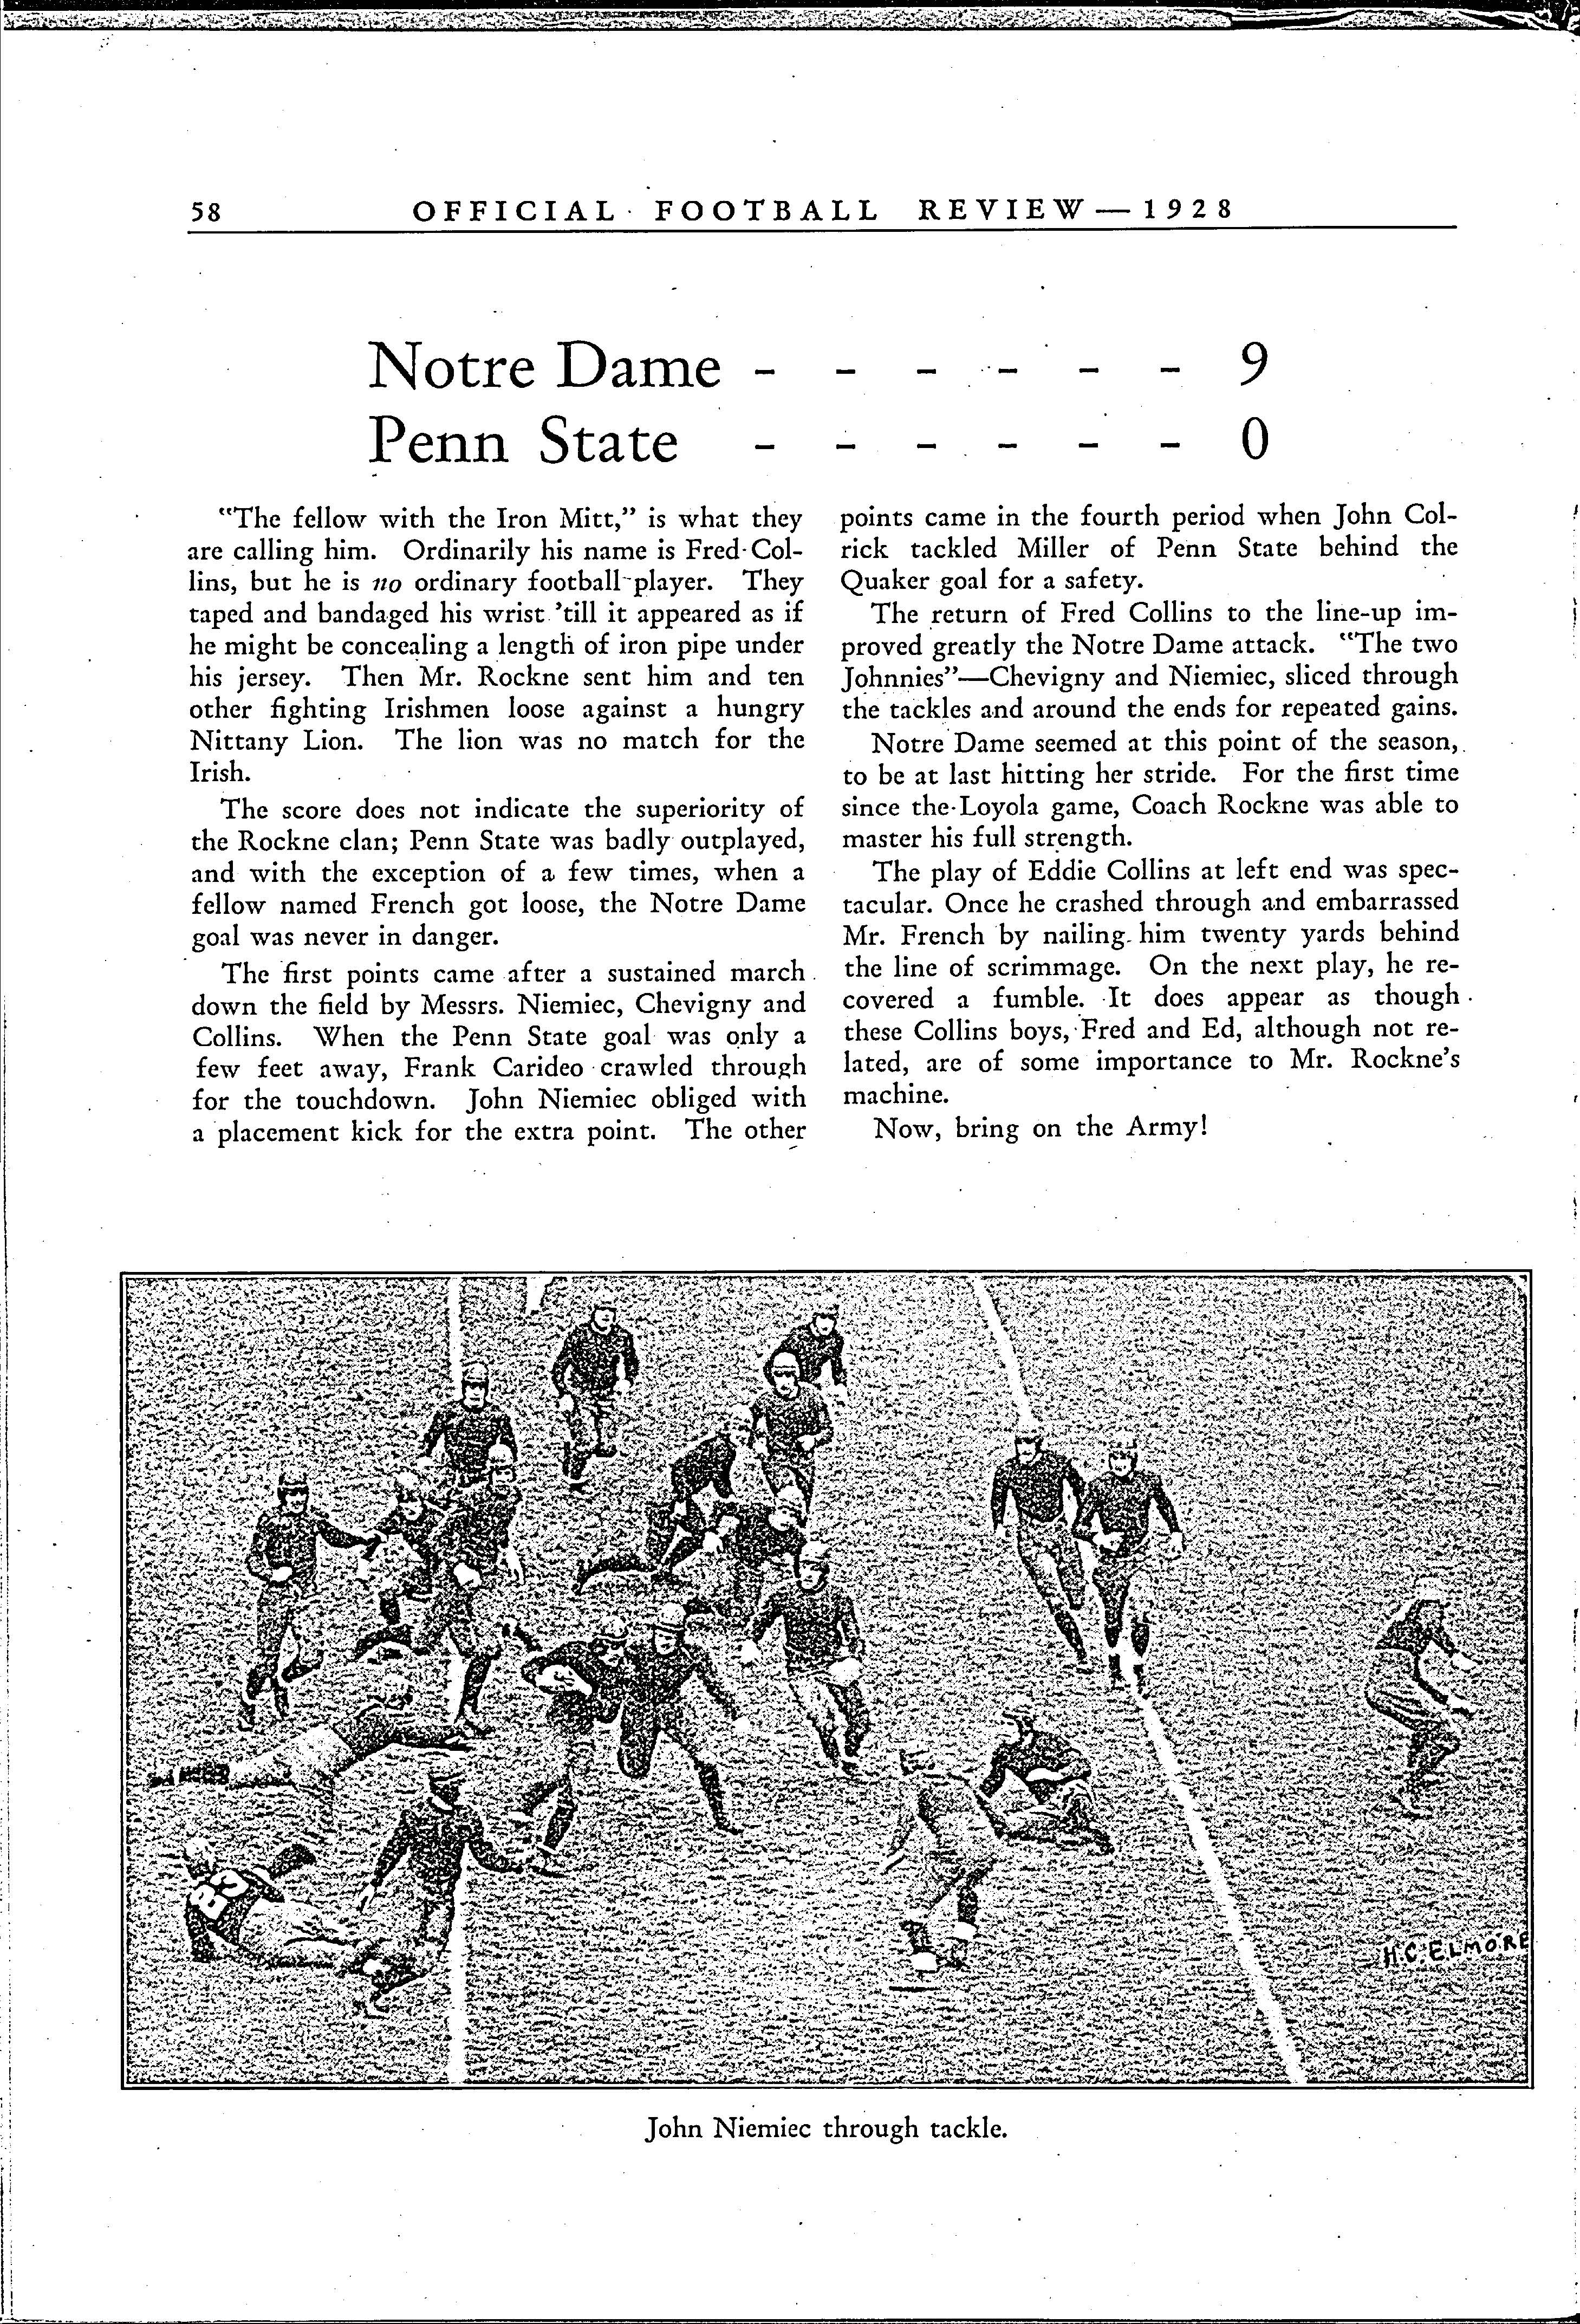 58
OFFICIAL FOOTBALL REVIEW—1928
Notre Dame - - - - - - 9
Penn State - - - - - - 0
"The fellow with the Iron Mitt," is what they
are calling him. Ordinarily his name is Fred Col-
lins, but he is no ordinary football player. They
taped and bandaged his wrist 'till it appeared as if
he might be concealing a length of iron pipe under
his jersey. Then Mr. Rockne sent him and ten
other fighting Irishmen loose against a hungry
Nittany Lion. The lion was no match for the
Irish.
The score does not indicate the superiority of
the Rockne clan; Penn State was badly outplayed,
and with the exception of a few times, when a
fellow named French got loose, the Notre Dame
goal was never in danger.
The first points came after a sustained march
down the field by Messrs. Niemiec, Chevigny and
Collins. When the Penn State goal was only a
few feet away, Frank Carideo crawled through
for the touchdown. John Niemiec obliged with
a placement kick for the extra point. The other
points came in the fourth period when John Col-
rick tackled Miller of Penn State behind the
Quaker goal for a safety.
The return of Fred Collins to the line-up im-
proved greatly the Notre Dame attack. "The two
Johnnies"—Chevigny and Niemiec, sliced through
the tackles and around the ends for repeated gains.
Notre Dame seemed at this point of the season,
to be at last hitting her stride. For the first time
since the Loyola game, Coach Rockne was able to
master his full strength.
The play of Eddie Collins at left end was spec-
tacular. Once he crashed through and embarrassed
Mr. French by nailing him twenty yards behind
the line of scrimmage. On the next play, he re-
covered a fumble. It does appear as though
these Collins boys, Fred and Ed, although not re-
lated, are of some importance to Mr. Rockne's
machine.
Now, bring on the Army!
83
H.C. ELMORE
John Niemiec through tackle.